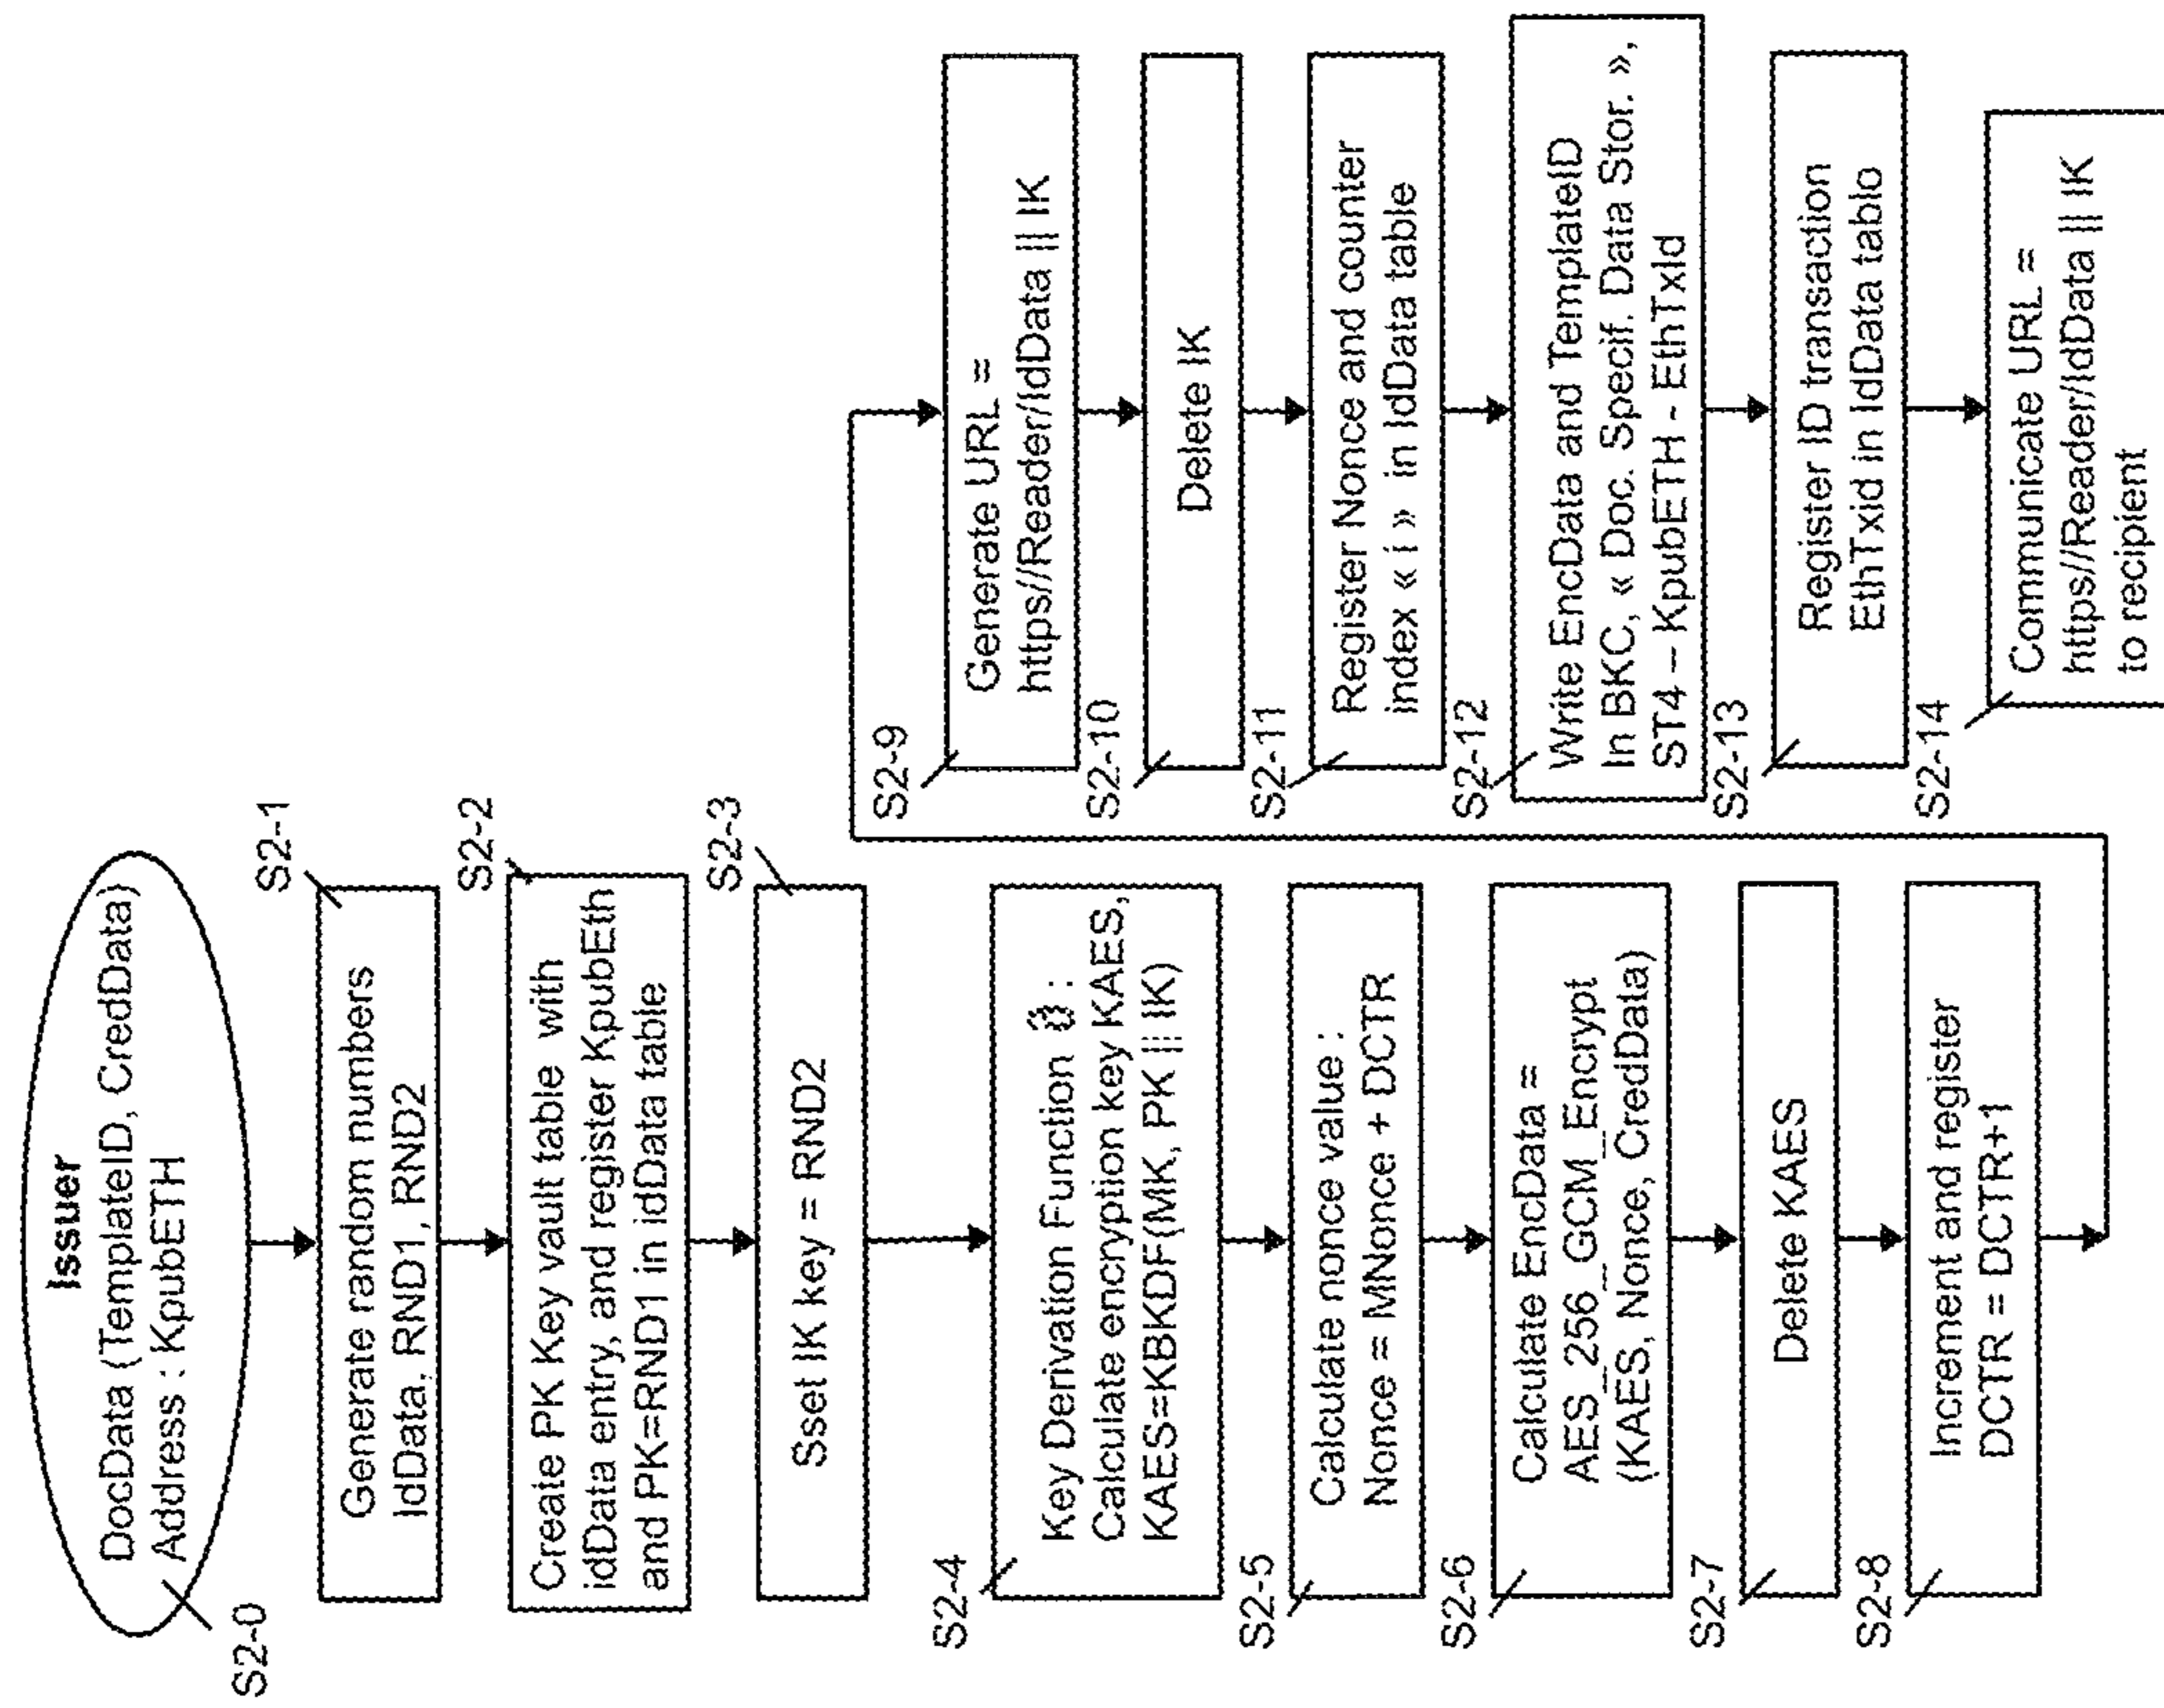 Issuer
DocData (TemplateID, CredData)
Address : KpubETH
S2-0
S2-1
Generate random numbers
IdData, RND1, RND2
S2-2
Create PK Key vault table with
idData entry, and register KpubEth
and PK=RND1 in idData table
S2-3
Sset IK key = RND2
S2-4
Key Derivation Function :
Calculate encryption key KAES,
KAES=KBKDF(MK, PK || IK)
S2-5
Calculate nonce value :
Nonce = MNonce + DCTR
S2-6
Calculate EncData =
AES_256_GCM_Encrypt
(KAES, Nonce, CredData)
S2-7
Delete KAES
S2-8
Increment and register
DCTR = DCTR+1
S2-9
Generate URL =
https//Reader/IdData || IK
S2-10
Delete IK
S2-11
Register Nonce and counter
index « i » in IdData table
S2-12
Write EncData and TemplateID
In BKC, « Doc. Specif. Data Stor. »,
ST4 – KpubETH - EthTxId
S2-13
Register ID transaction
EthTxid in IdData table
S2-14
Communicate URL =
https//Reader/IdData || IK
to recipient